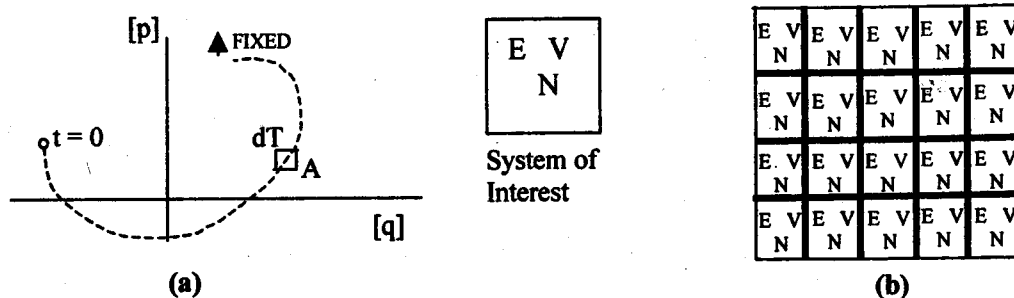 [p]
FIXED
t = 0
dT
A
[q]
(a)
E V
N
System of
Interest
E V E V E V E V E V
N N N N N
E V E V E V E V E V
N N N N N
E V E V E V E V E V
N N N N N
E V E V E V E V E V
N N N N N
(b)